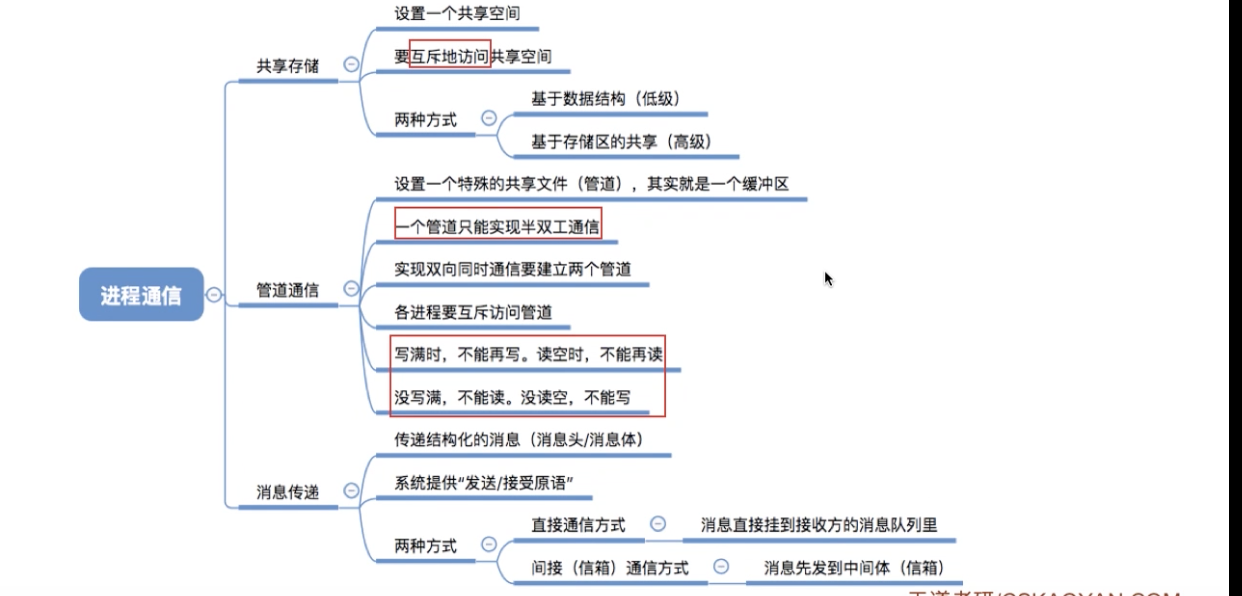 设置一个共享空间
要互斥地访问共享空间
共享存储
基于数据结构（低级）
两种方式
基于存储区的共享（高级）
设置一个特殊的共享文件（管道），其实就是一个缓冲区
一个管道只能实现半双工通信
实现双向同时通信要建立两个管道
进程通信
管道通信
各进程要互斥访问管道
写满时，不能再写。读空时，不能再读
没写满，不能读。没读空，不能写
传递结构化的消息（消息头/消息体）
系统提供“发送/接受原语”
消息传递
直接通信方式
消息直接挂到接收方的消息队列里
两种方式
间接（信箱）通信方式
消息先发到中间体（信箱）